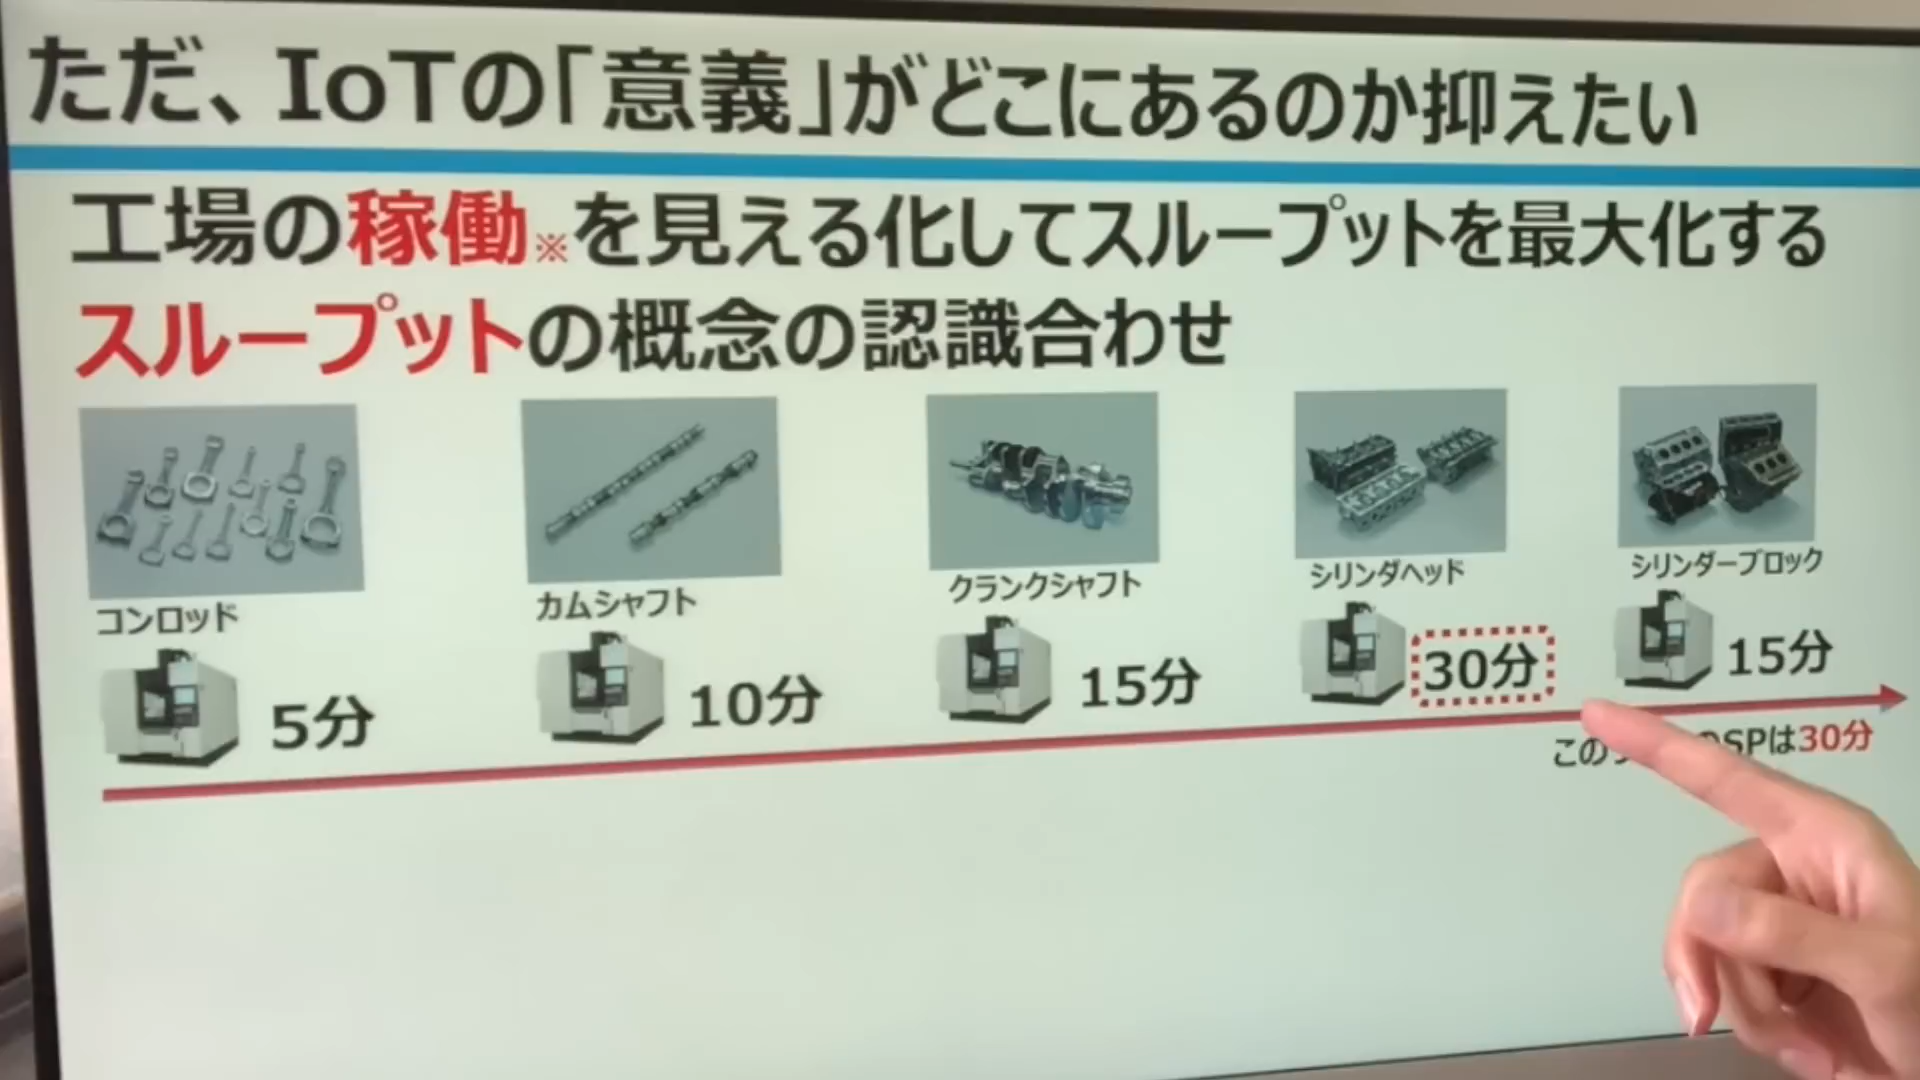 ただ、IoTの「意義」がどこにあるのか抑えたい
工場の稼働※を見える化してスループットを最大化する
スループットの概念の認識合わせ
コンロッド
カムシャフト
クランクシャフト
シリンダヘッド
シリンダーブロック
5分
10分
15分
30分
15分
この
SPは30分